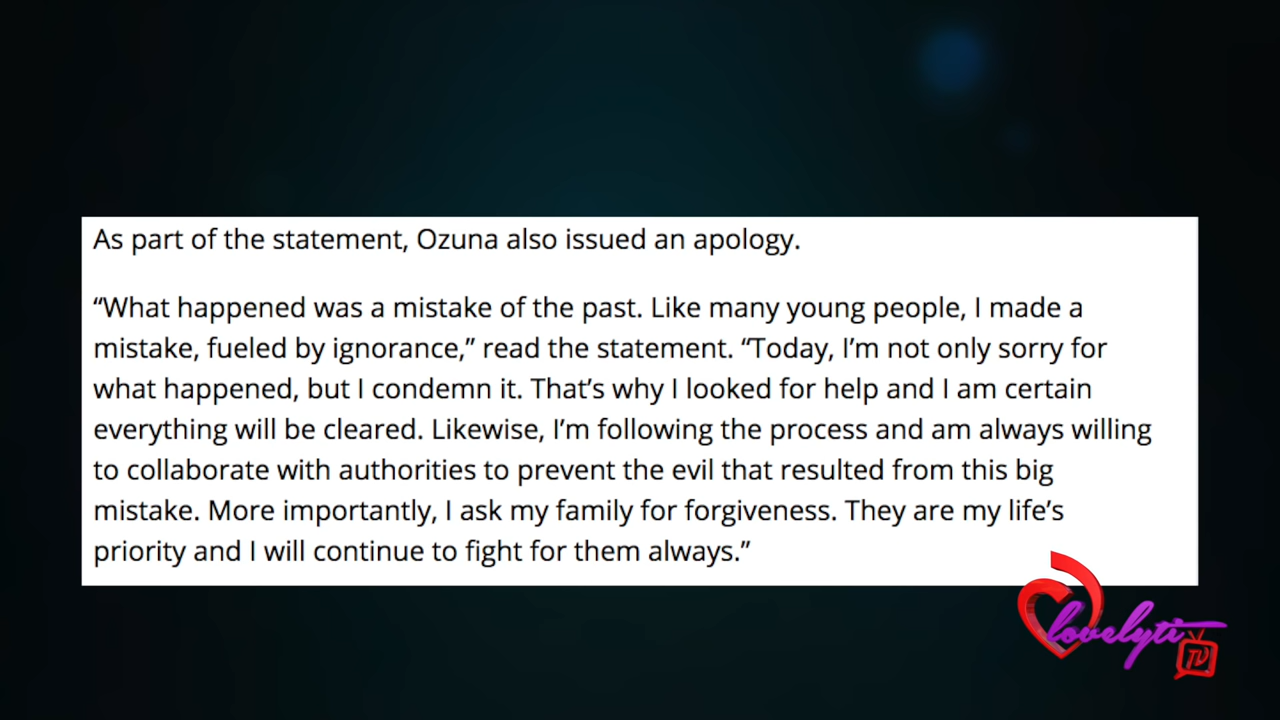 As part of the statement, Ozuna also issued an apology.
“What happened was a mistake of the past. Like many young people, I made a
mistake, fueled by ignorance,” read the statement. “Today, I’m not only sorry for
what happened, but I condemn it. That’s why I looked for help and I am certain
everything will be cleared. Likewise, I’m following the process and am always willing
to collaborate with authorities to prevent the evil that resulted from this big
mistake. More importantly, I ask my family for forgiveness. They are my life’s
priority and I will continue to fight for them always.”
lovelyti
TV